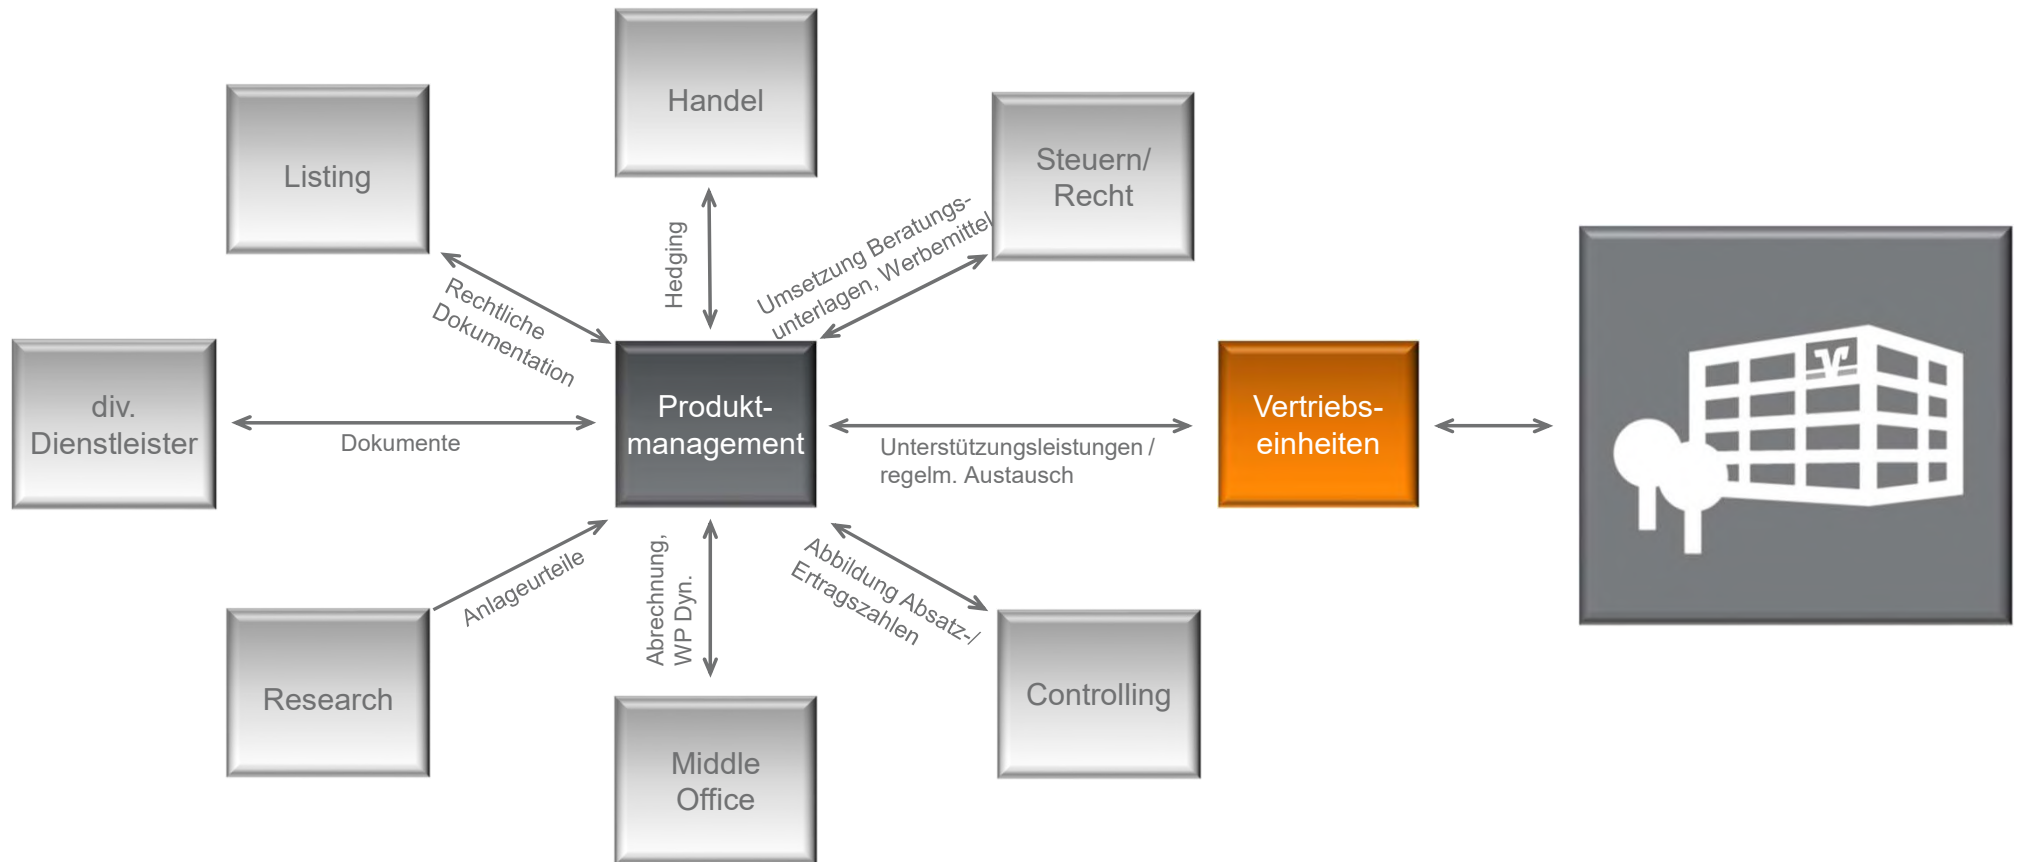 Handel
Listing
Steuern/
Recht
Hedging
Umsetzung Beratungs-
unterlagen, Werbemittel
Rechtliche
Dokumentation
div.
Dienstleister
Dokumente
Produkt-
management
Unterstützungsleistungen /
regelm. Austausch
Vertriebs-
einheiten
Anlageurteile
Abrechnung,
WP Dyn.
Abbildung Absatz-/
Ertragszahlen
Research
Middle
Office
Controlling